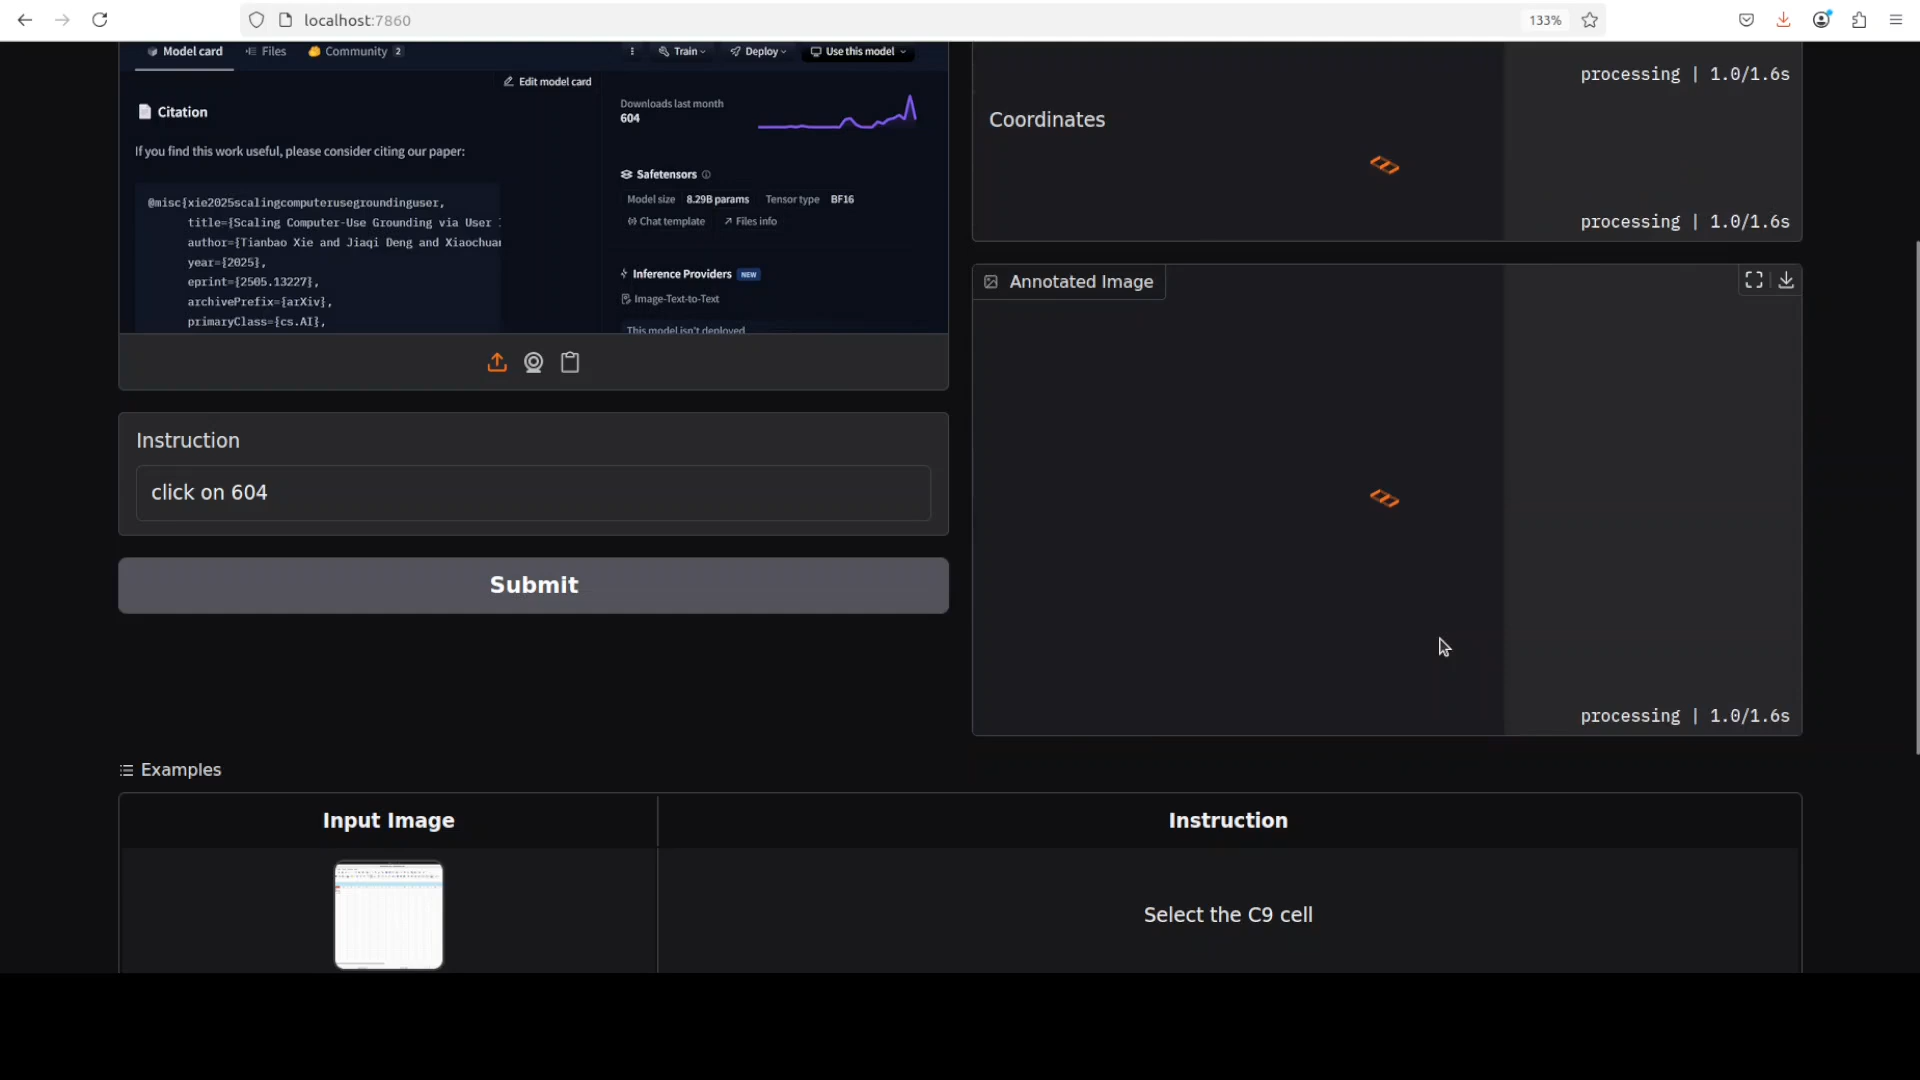 localhost:7860
133%
Model card
Files
Community 2
Train
Deploy
Use this model
Edit model card
Citation
If you find this work useful, please consider citing our paper:
@misc{xie2025scalingcomputerusegroundinguser,
title={Scaling Computer-Use Grounding via User
author={Tianbao Xie and Jiaqi Deng and Xiaochuan
year={2025},
eprint={2505.13227},
archivePrefix={arXiv},
primaryClass={cs.AI},
Downloads last month
604
Safetensors
Model size 8.29B params Tensor type BF16
Chat template Files info
Inference Providers NEW
Image-Text-to-Text
This model isn't deployed
Instruction
click on 604
Submit
processing | 1.0/1.6s
Coordinates
processing | 1.0/1.6s
Annotated Image
processing | 1.0/1.6s
Examples
Input Image
Instruction
Select the C9 cell